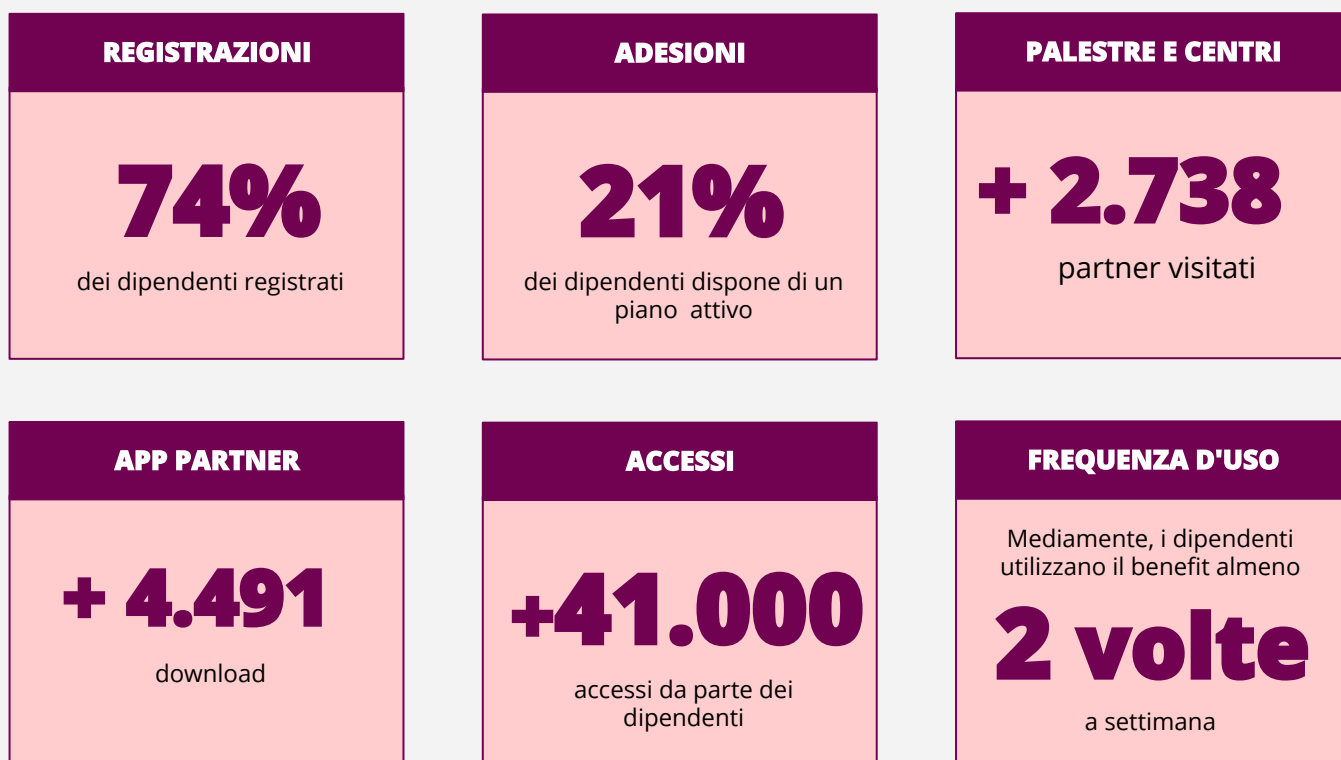 REGISTRAZIONI
74%
dei dipendenti registrati
ADESIONI
21%
dei dipendenti dispone di un
piano attivo
PALESTRE E CENTRI
+ 2.738
partner visitati
APP PARTNER
+ 4.491
download
ACCESSI
+41.000
accessi da parte dei
dipendenti
FREQUENZA D'USO
Mediamente, i dipendenti
utilizzano il benefit almeno
2 volte
a settimana